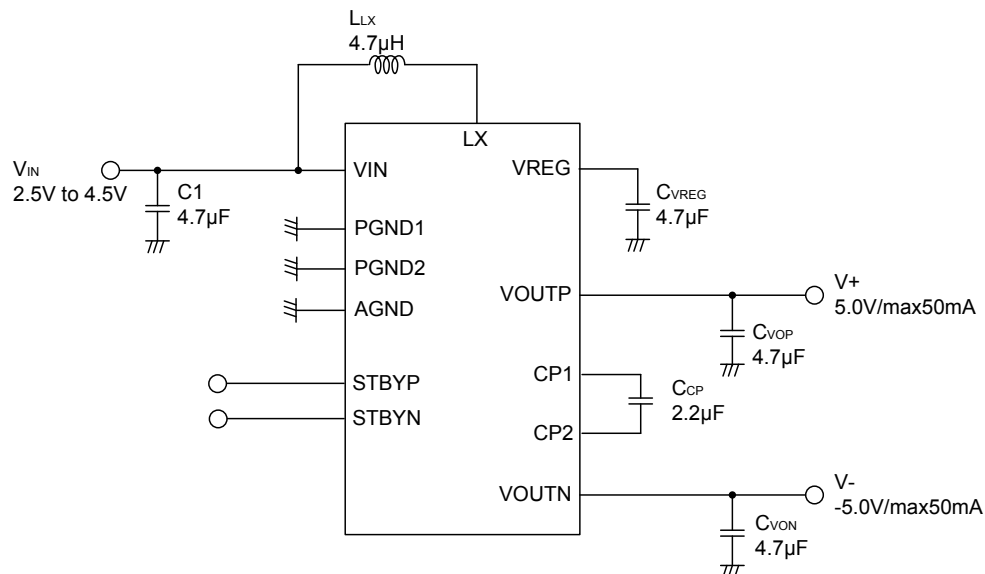 LLX
4.7µH
LX
VIN
2.5V to 4.5V
C1
4.7µF
VIN
PGND1
PGND2
AGND
STBYP
STBYN
VREG
CVREG
4.7µF
VOUTP
V+
5.0V/max50mA
CVOP
4.7µF
CP1
CP2
CCP
2.2µF
VOUTN
V-
-5.0V/max50mA
CVON
4.7µF